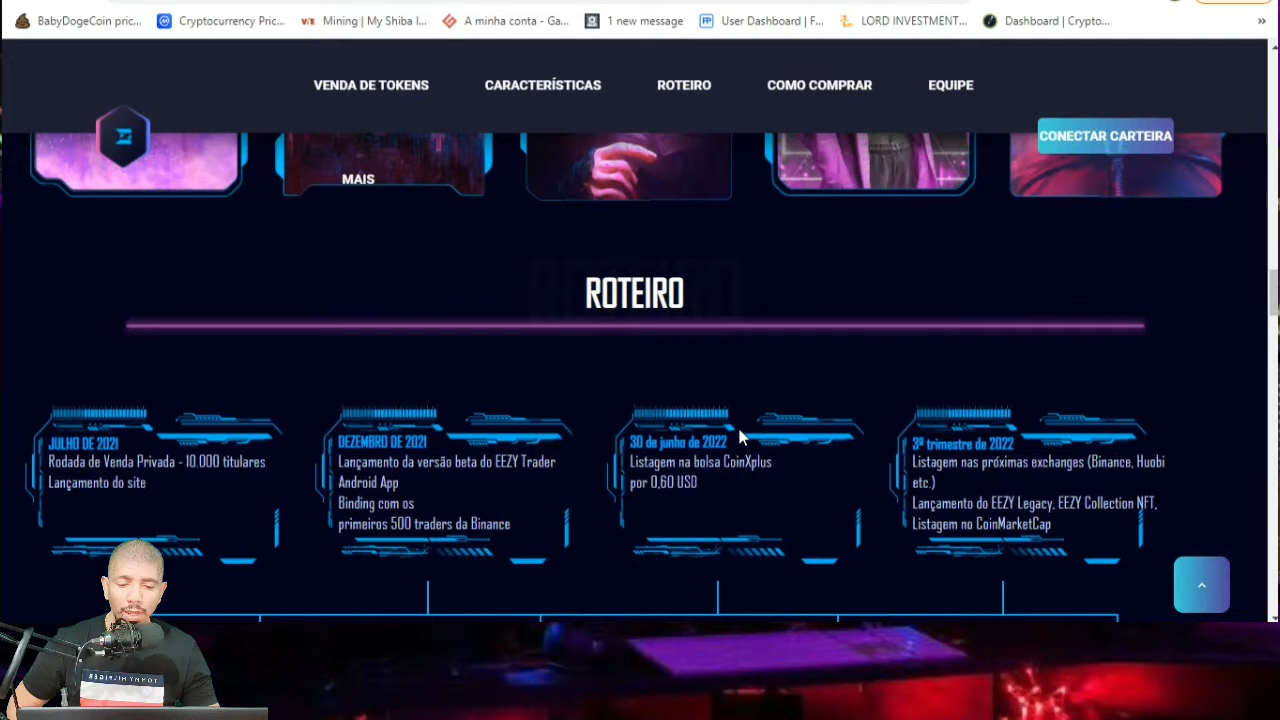 BabyDogeCoin pric...
Cryptocurrency Pric...
Mining | My Shiba I...
A minha conta - Ga...
1 new message
User Dashboard | F...
LORD INVESTMENT...
Dashboard | Crypto...
»
VENDA DE TOKENS
CARACTERÍSTICAS
ROTEIRO
COMO COMPRAR
EQUIPE
CONECTAR CARTEIRA
MAIS
ROTEIRO
JULHO DE 2021
Rodada de Venda Privada - 10.000 titulares
Lançamento do site
DEZEMBRO DE 2021
Lançamento da versão beta do EEZY Trader
Android App
Binding com os
primeiros 500 traders da Binance
30 de junho de 2022
Listagem na bolsa CoinXplus
por 0,60 USD
3º trimestre de 2022
Listagem nas próximas exchanges (Binance, Huobi
etc.)
Lançamento do EEZY Legacy, EEZY Collection NFT,
Listagem no CoinMarketCap
TOMMY HILFIGER